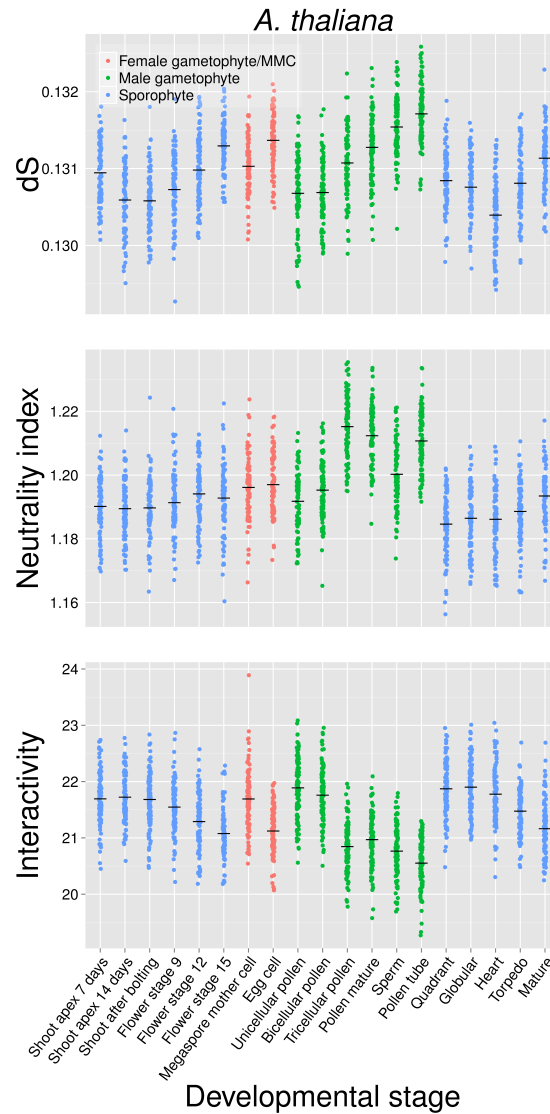 A. thaliana
Female gametophyte/MMC
Male gametophyte
Sporophyte
dS
0.132
0.131
0.130
Neutrality index
1.22
1.20
1.18
1.16
Interactivity
24
23
22
21
20
Shoot apex 7 days
Shoot apex 14 days
Shoot after bolting
Flower stage 9
Flower stage 12
Flower stage 15
Megaspore mother cell
Egg cell
Unicellular pollen
Bicellular pollen
Tricellular pollen
Pollen mature
Sperm
Pollen tube
Quadrant
Globular
Heart
Torpedo
Mature
Developmental stage